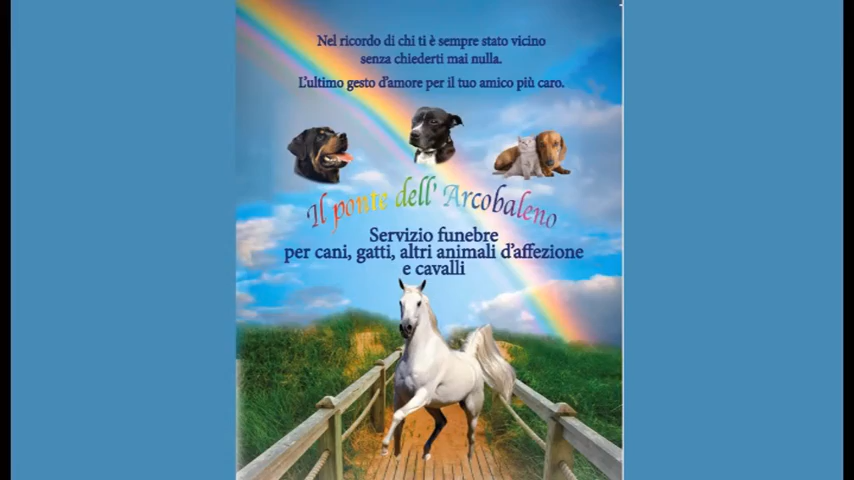 Nel ricordo di chi ti è sempre stato vicino
senza chiederti mai nulla.
L'ultimo gesto d'amore per il tuo amico più caro.
Il ponte dell' Arcobaleno
Servizio funebre
per cani, gatti, altri animali d'affezione
e cavalli